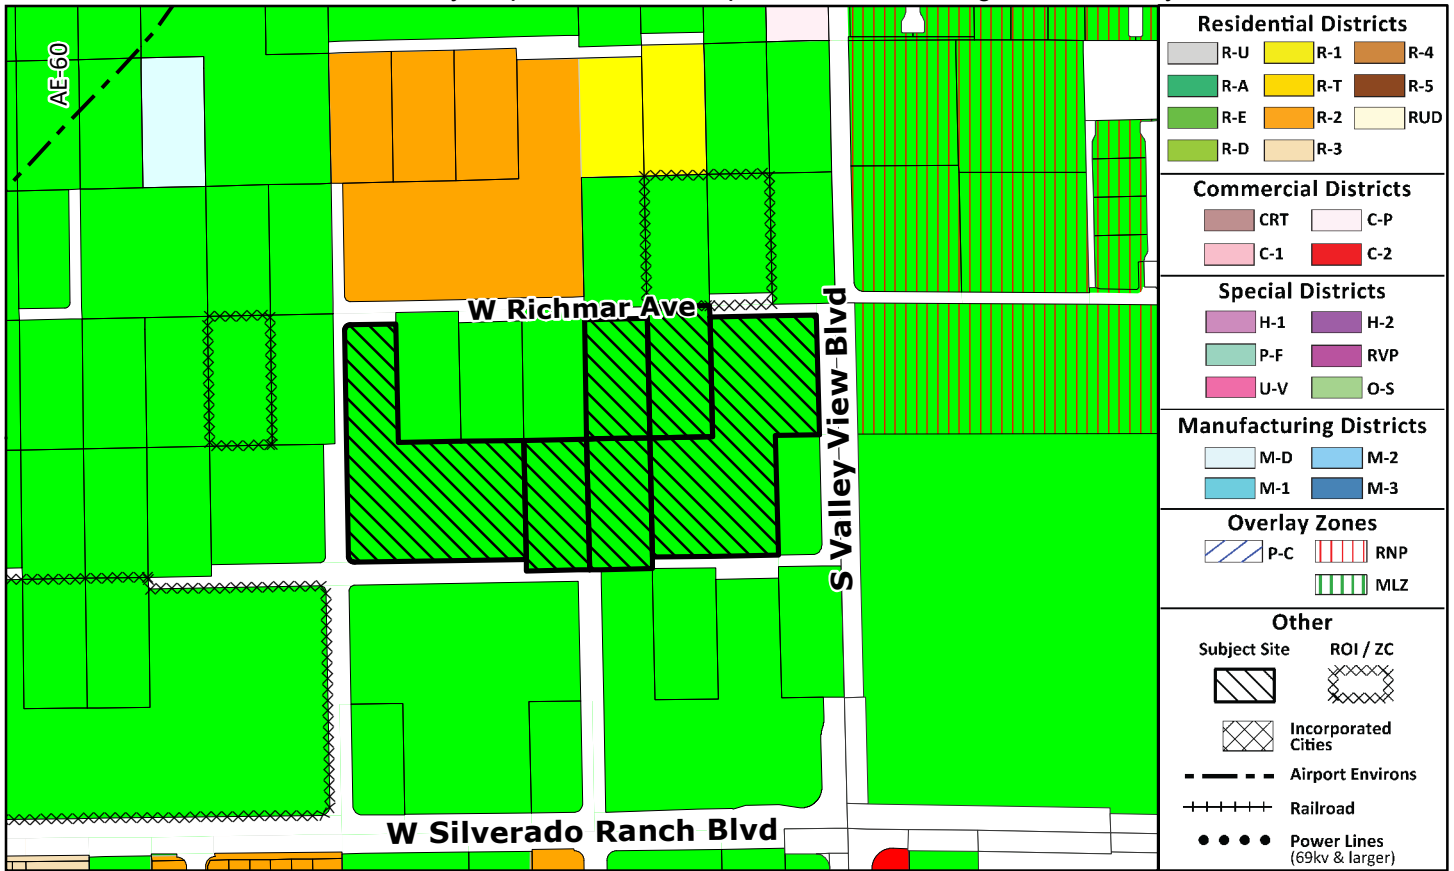 AE-60
W Richmar Ave
S Valley View Blvd
W Silverado Ranch Blvd
Residential Districts
R-U R-1 R-4
R-A R-T R-5
R-E R-2 RUD
R-D R-3
Commercial Districts
CRT C-P
C-1 C-2
Special Districts
H-1 H-2
P-F RVP
U-V O-S
Manufacturing Districts
M-D M-2
M-1 M-3
Overlay Zones
P-C RNP
MLZ
Other
Subject Site ROI / ZC
Incorporated
Cities
Airport Environs
Railroad
Power Lines
(69kv & larger)